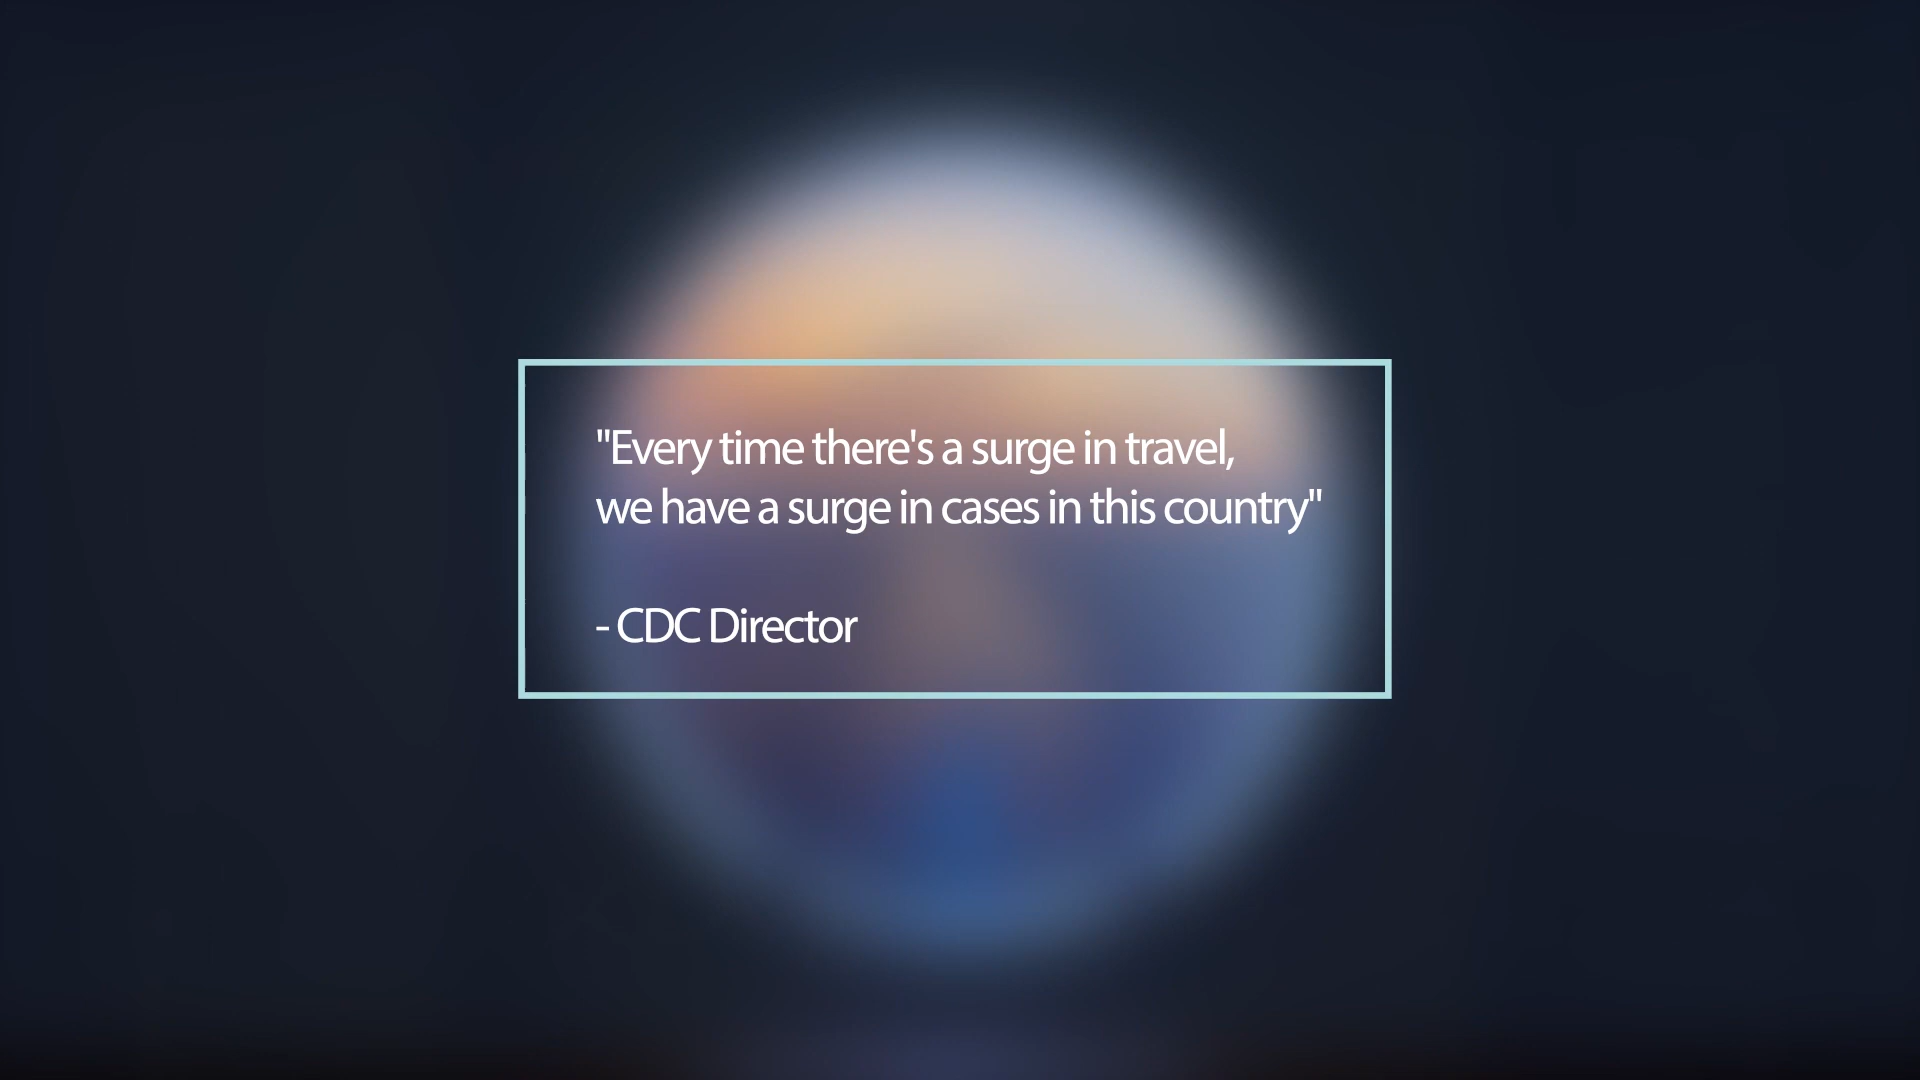 "Every time there's a surge in travel,
we have a surge in cases in this country"
- CDC Director